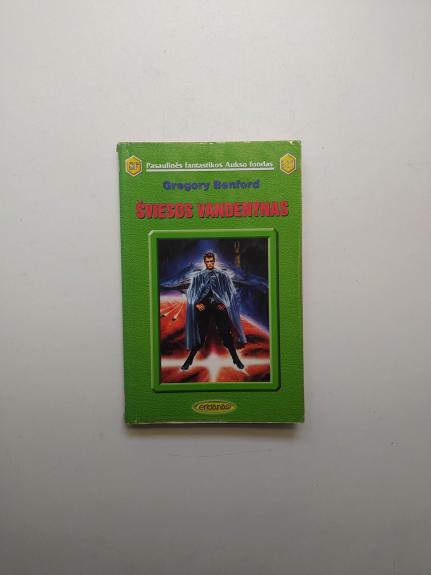 Pasaulinės fantastikos Aukso fondas
Gregory Benford
ŠVIESOS VANDENYNAS
eridanas